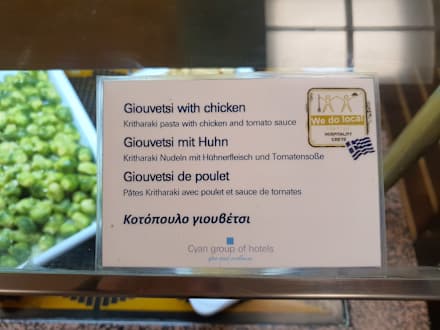 Giouvetsi with chicken
Kritharaki pasta with chicken and tomato sauce
Giouvetsi mit Huhn
Kritharaki Nudeln mit Hühnerfleisch und Tomatensoße
Giouvetsi de poulet
Pâtes Kritharaki avec poulet et sauce de tomates
Κοτόπουλο γιουβέτσι
Cyan group of hotels
We do local
HOSPITALITY
CRETE